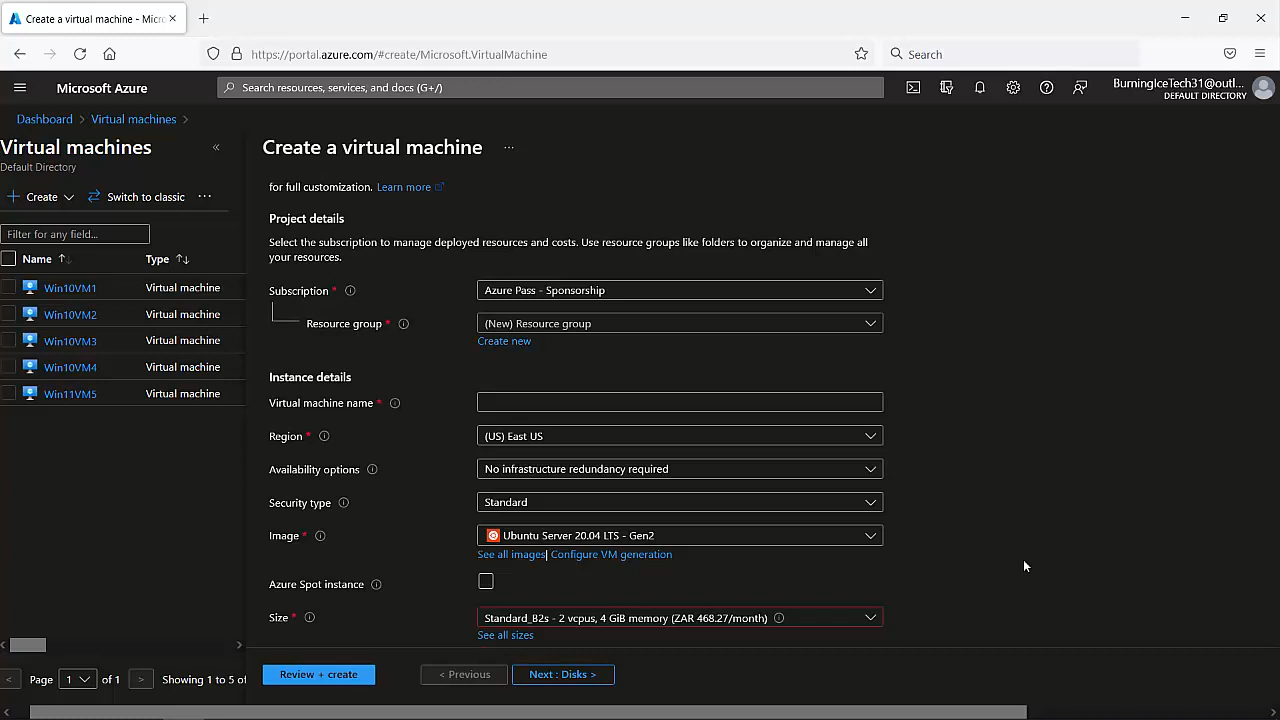 Create a virtual machine - Micro
https://portal.azure.com/#create/Microsoft.VirtualMachine
Search
Microsoft Azure
Search resources, services, and docs (G+/)
BurningIceTech31@outl...
DEFAULT DIRECTORY
Dashboard > Virtual machines >
Virtual machines
Default Directory
Create
Switch to classic
Filter for any field...
Name
Type
Win10VM1
Virtual machine
Win10VM2
Virtual machine
Win10VM3
Virtual machine
Win10VM4
Virtual machine
Win11VM5
Virtual machine
< Page 1 of 1 > Showing 1 to 5 of
Create a virtual machine ...
for full customization. Learn more
Project details
Select the subscription to manage deployed resources and costs. Use resource groups like folders to organize and manage all
your resources.
Subscription *
Azure Pass - Sponsorship
Resource group *
(New) Resource group
Create new
Instance details
Virtual machine name *
Region *
(US) East US
Availability options
No infrastructure redundancy required
Security type
Standard
Image *
Ubuntu Server 20.04 LTS - Gen2
See all images| Configure VM generation
Azure Spot instance
Size *
Standard_B2s - 2 vcpus, 4 GiB memory (ZAR 468.27/month)
See all sizes
Review + create
< Previous
Next : Disks >